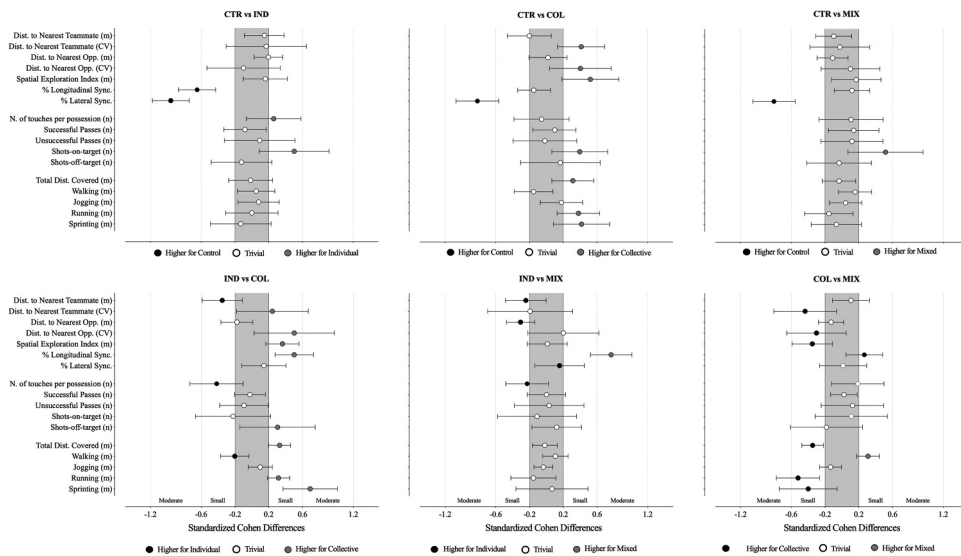 CTR vs IND
CTR vs COL
CTR vs MIX
Dist. to Nearest Teammate (m)
Dist. to Nearest Teammate (CV)
Dist. to Nearest Opp. (m)
Dist. to Nearest Opp. (CV)
Spatial Exploration Index (m)
% Longitudinal Sync.
% Lateral Sync.
N. of touches per possession (n)
Successful Passes (n)
Unsuccessful Passes (n)
Shots-on-target (n)
Shots-off-target (n)
Total Dist. Covered (m)
Walking (m)
Jogging (m)
Running (m)
Sprinting (m)
Higher for Control Trivial Higher for Individual
Higher for Control Trivial Higher for Collective
Higher for Control Trivial Higher for Mixed
IND vs COL
IND vs MIX
COL vs MIX
Dist. to Nearest Teammate (m)
Dist. to Nearest Teammate (CV)
Dist. to Nearest Opp. (m)
Dist. to Nearest Opp. (CV)
Spatial Exploration Index (m)
% Longitudinal Sync.
% Lateral Sync.
N. of touches per possession (n)
Successful Passes (n)
Unsuccessful Passes (n)
Shots-on-target (n)
Shots-off-target (n)
Total Dist. Covered (m)
Walking (m)
Jogging (m)
Running (m)
Sprinting (m)
Moderate Small Small Moderate
Moderate Small Small Moderate
Moderate Small Small Moderate
-1.2 -0.6 -0.2 0.2 0.6 1.2
-1.2 -0.6 -0.2 0.2 0.6 1.2
-1.2 -0.6 -0.2 0.2 0.6 1.2
Standardized Cohen Differences
Standardized Cohen Differences
Standardized Cohen Differences
Higher for Individual Trivial Higher for Collective
Higher for Individual Trivial Higher for Mixed
Higher for Collective Trivial Higher for Mixed